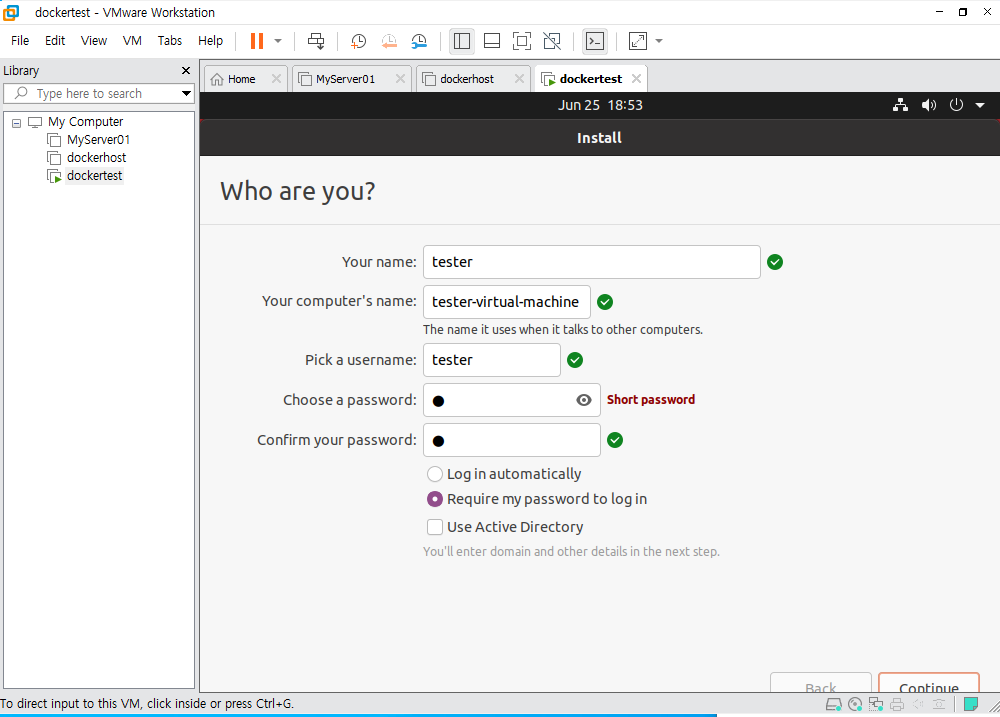 dockertest - VMware Workstation
File Edit View VM Tabs Help
Library
Type here to search
My Computer
MyServer01
dockerhost
dockertest
Home MyServer01 dockerhost dockertest
Jun 25 18:53
Install
Who are you?
Your name: tester
Your computer's name: tester-virtual-machine
The name it uses when it talks to other computers.
Pick a username: tester
Choose a password: Short password
Confirm your password:
Log in automatically
Require my password to log in
Use Active Directory
You'll enter domain and other details in the next step.
Back Continue
To direct input to this VM, click inside or press Ctrl+G.